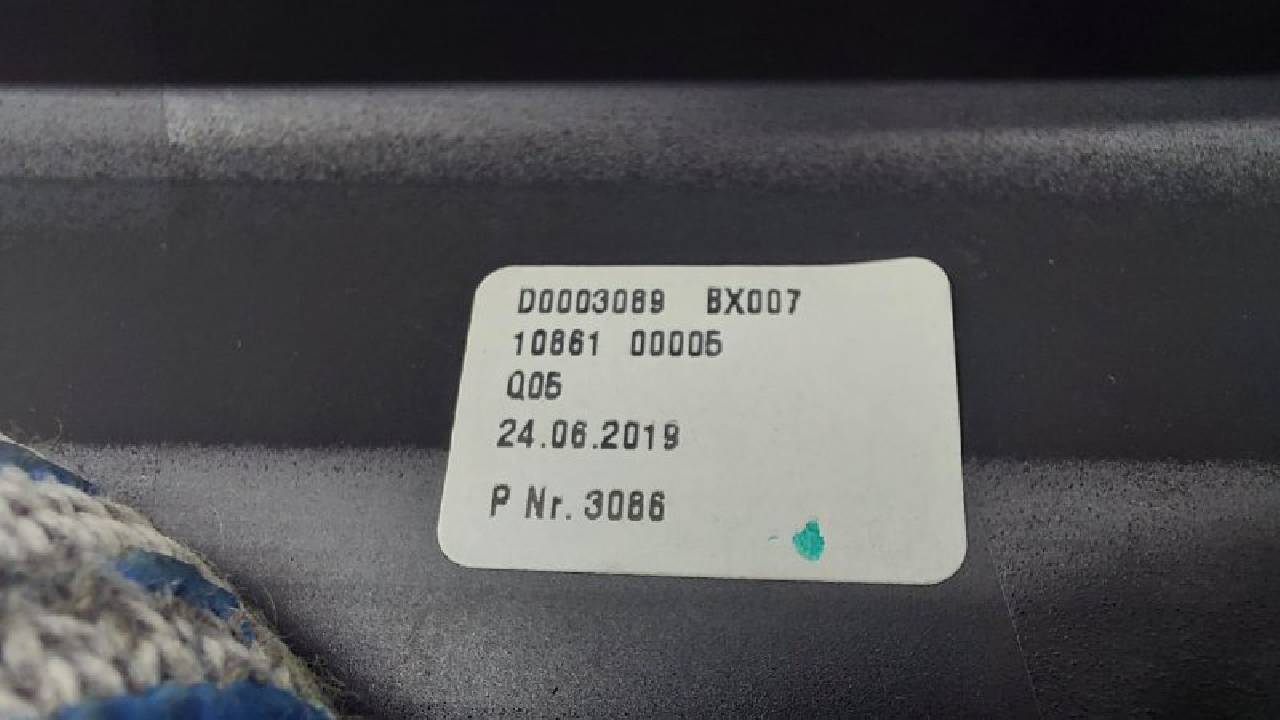 D0003089 BX007
10861 00005
Q05
24.06.2019
P Nr. 3086